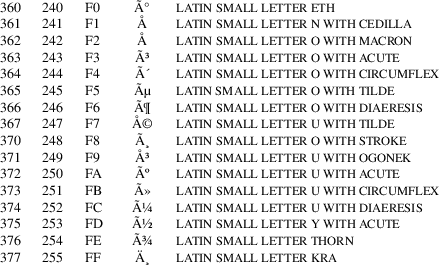 360 240 F0 Ã° LATIN SMALL LETTER ETH
361 241 F1 Å LATIN SMALL LETTER N WITH CEDILLA
362 242 F2 Å LATIN SMALL LETTER O WITH MACRON
363 243 F3 Ã³ LATIN SMALL LETTER O WITH ACUTE
364 244 F4 Ã´ LATIN SMALL LETTER O WITH CIRCUMFLEX
365 245 F5 Ãµ LATIN SMALL LETTER O WITH TILDE
366 246 F6 Ã¶ LATIN SMALL LETTER O WITH DIAERESIS
367 247 F7 Å© LATIN SMALL LETTER U WITH TILDE
370 248 F8 Ã¸ LATIN SMALL LETTER O WITH STROKE
371 249 F9 Å³ LATIN SMALL LETTER U WITH OGONEK
372 250 FA Ãº LATIN SMALL LETTER U WITH ACUTE
373 251 FB Ã» LATIN SMALL LETTER U WITH CIRCUMFLEX
374 252 FC Ã¼ LATIN SMALL LETTER U WITH DIAERESIS
375 253 FD Ã½ LATIN SMALL LETTER Y WITH ACUTE
376 254 FE Ã¾ LATIN SMALL LETTER THORN
377 255 FF Ä¸ LATIN SMALL LETTER KRA